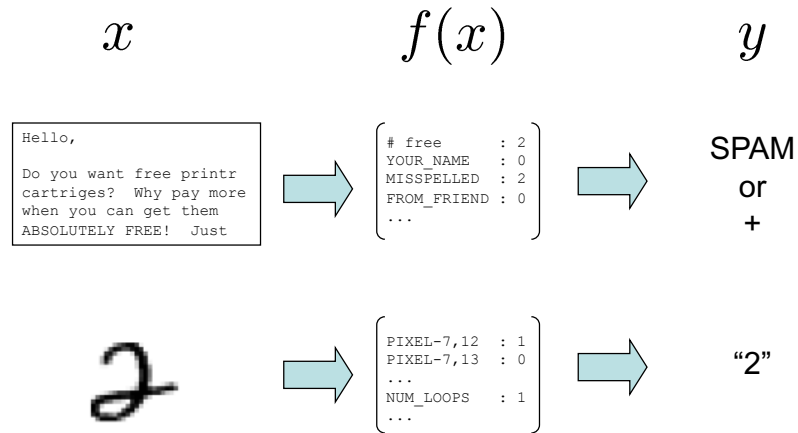 x f(x) y
Hello,
Do you want free printr
cartriges? Why pay more
when you can get them
ABSOLUTELY FREE! Just
# free : 2
YOUR_NAME : 0
MISSPELLED : 2
FROM_FRIEND : 0
...
SPAM
or
+
2
PIXEL-7,12 : 1
PIXEL-7,13 : 0
...
NUM_LOOPS : 1
...
“2”